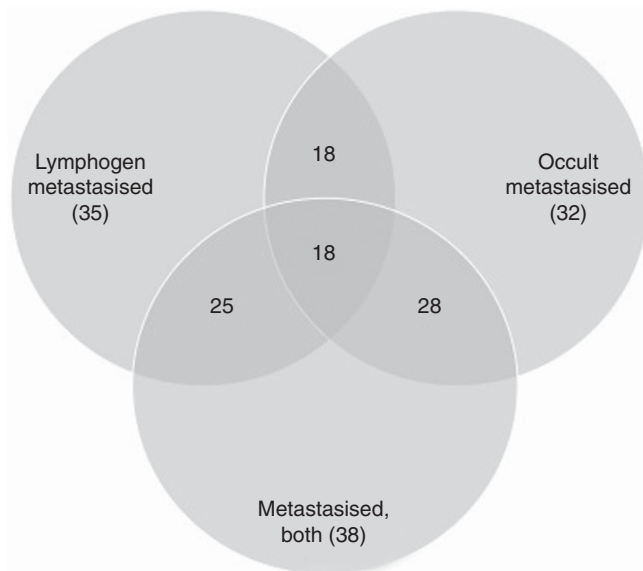 Lymphogen
metastasised
(35)
18
Occult
metastasised
(32)
18
25
28
Metastasised,
both (38)